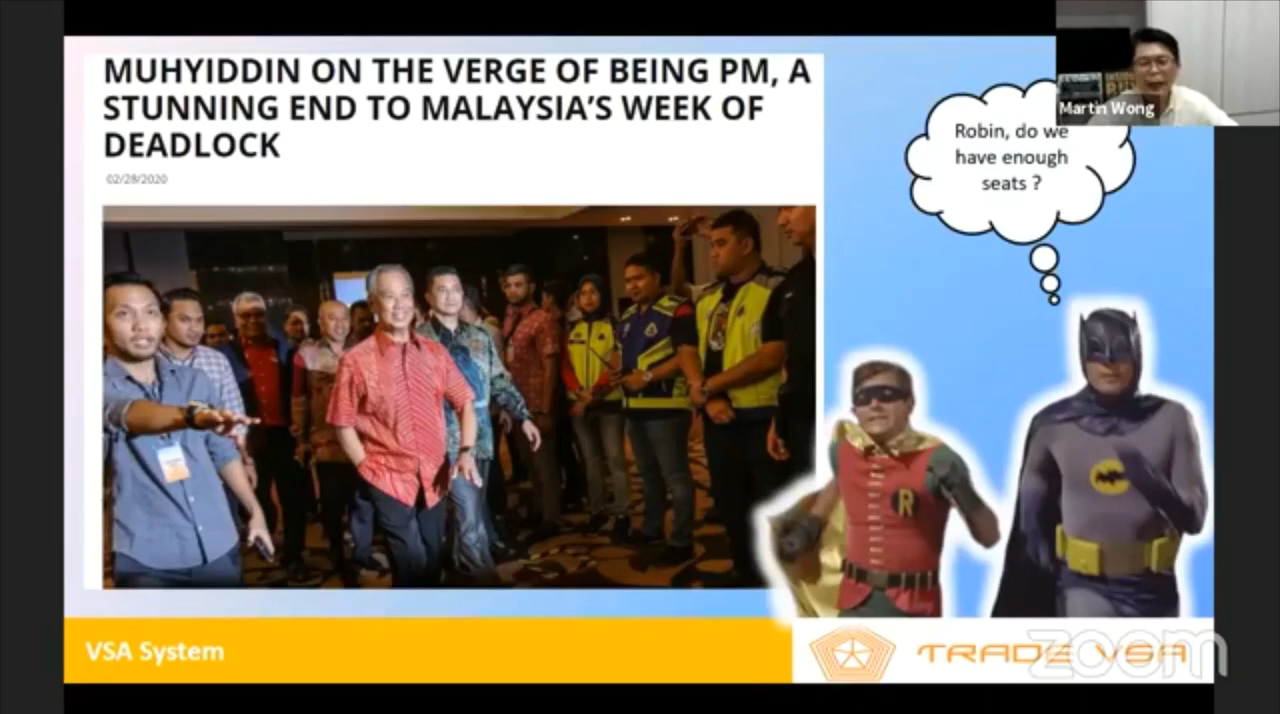 MUHYIDDIN ON THE VERGE OF BEING PM, A
STUNNING END TO MALAYSIA'S WEEK OF
DEADLOCK
02/28/2020
Robin, do we
have enough
seats ?
Martin Wong
R
VSA System
TRADE VSA
zoom